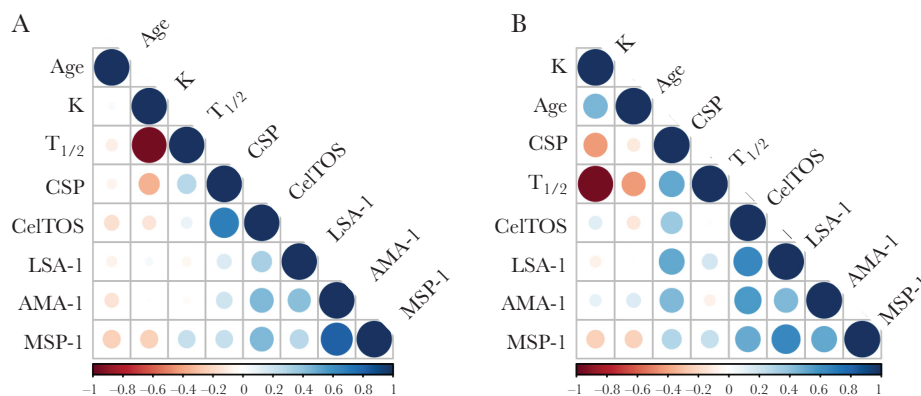 A
Age
K
T1/2
CSP
CelTOS
LSA-1
AMA-1
MSP-1
Age
K
T1/2
CSP
CelTOS
LSA-1
AMA-1
MSP-1
−1 −0.8 −0.6 −0.4 −0.2 0 0.2 0.4 0.6 0.8 1
B
K
Age
CSP
T1/2
CelTOS
LSA-1
AMA-1
MSP-1
K
Age
CSP
T1/2
CelTOS
LSA-1
AMA-1
MSP-1
−1 −0.8 −0.6 −0.4 −0.2 0 0.2 0.4 0.6 0.8 1